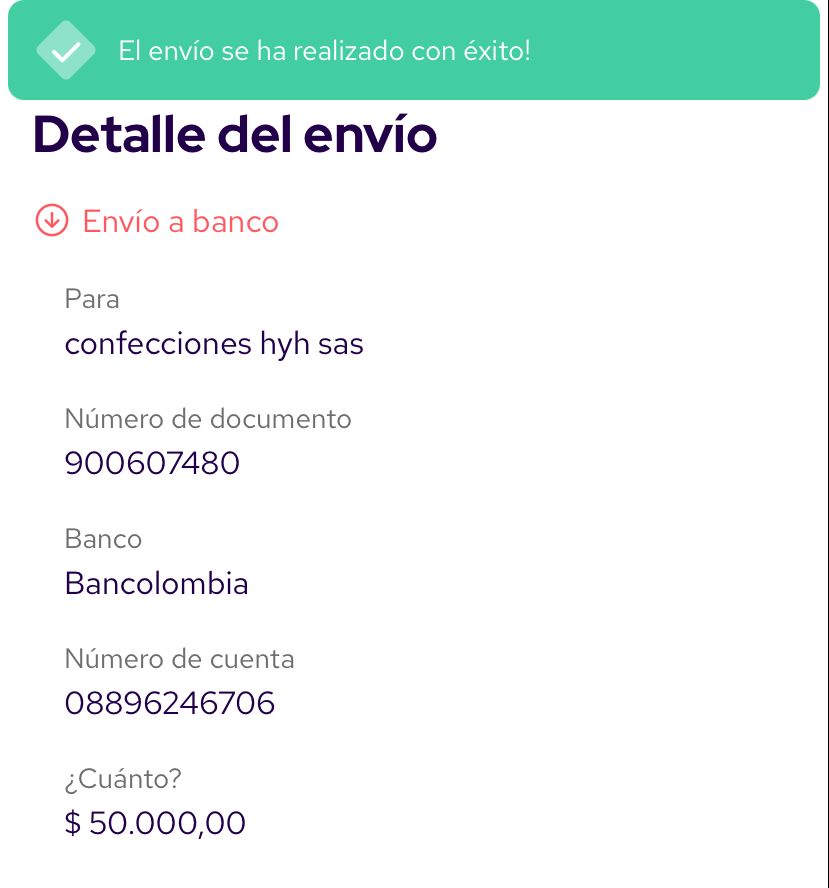 El envío se ha realizado con éxito!
Detalle del envío
Envío a banco
Para
confecciones hyh sas
Número de documento
900607480
Banco
Bancolombia
Número de cuenta
08896246706
¿Cuánto?
$ 50.000,00